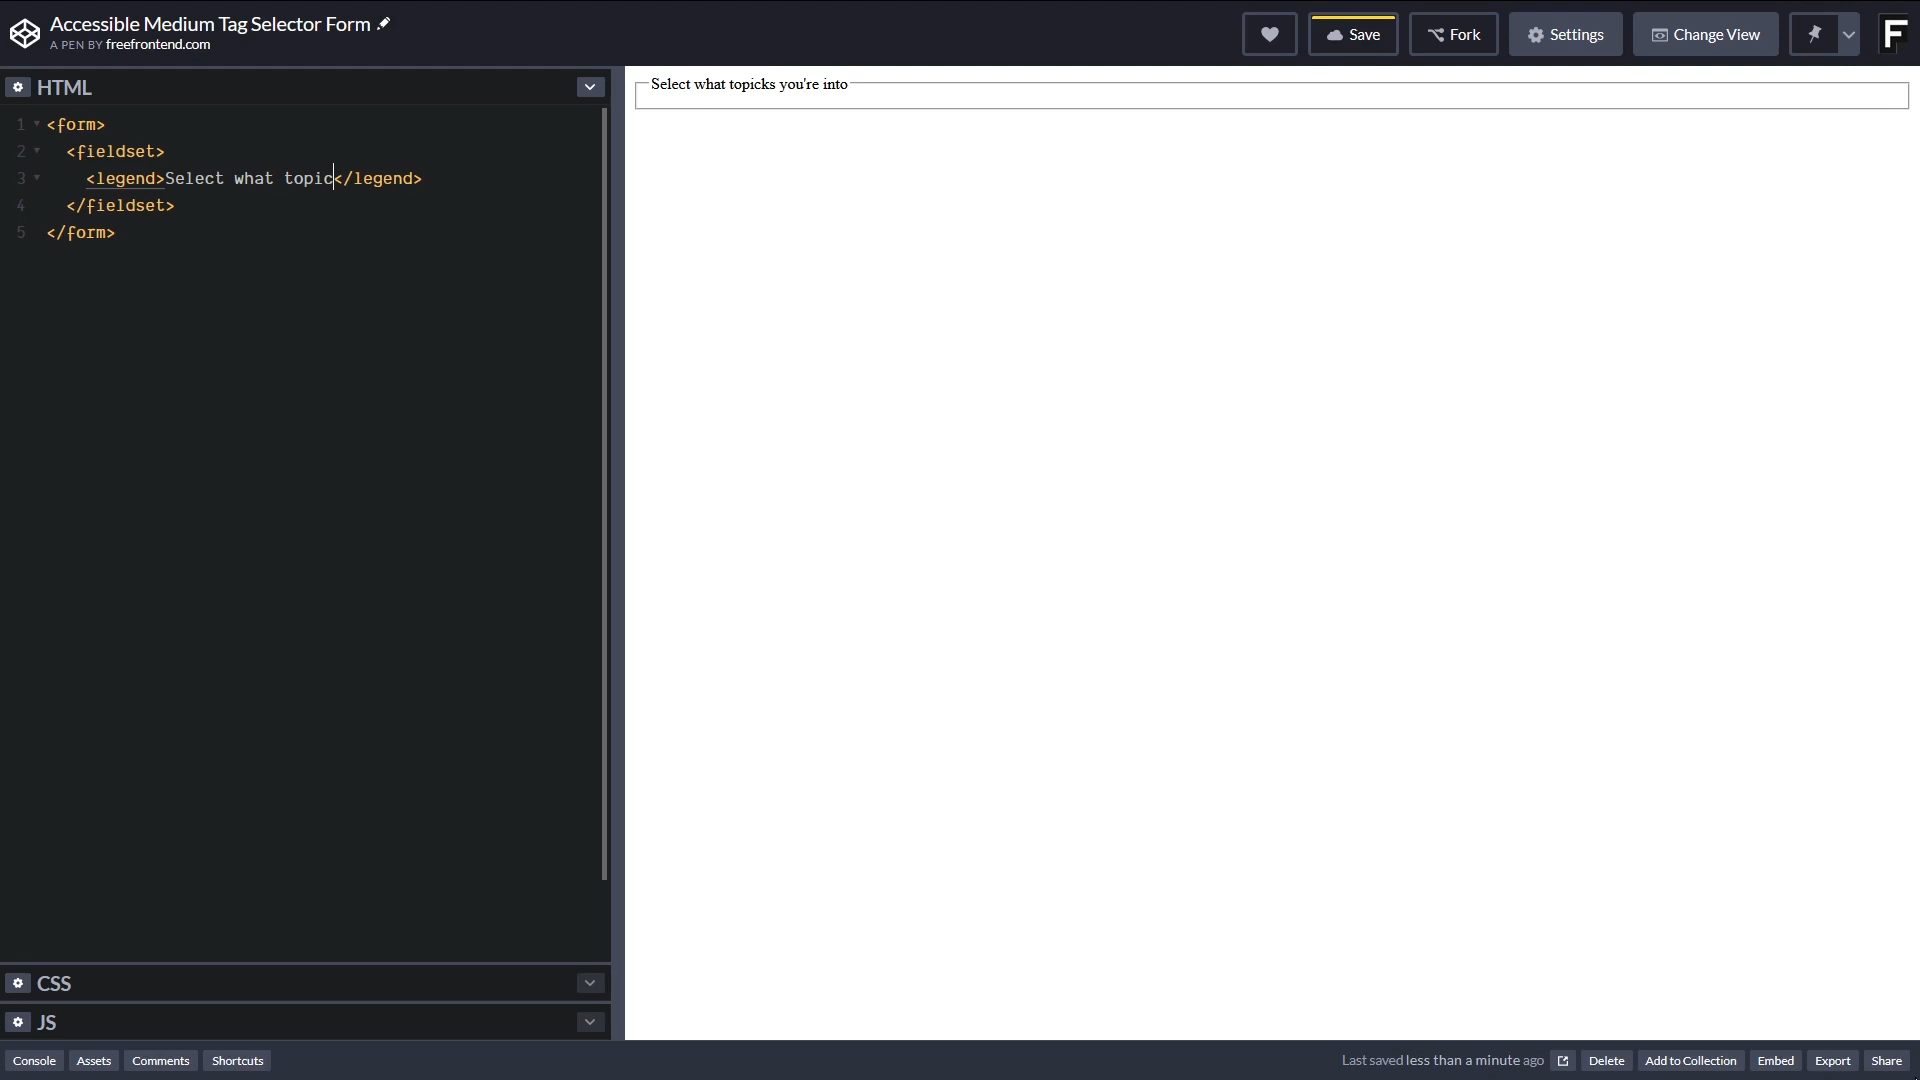 Accessible Medium Tag Selector Form
A PEN BY freefrontend.com
Save
Fork
Settings
Change View
F
HTML
1 <form>
2 <fieldset>
3 <legend>Select what topic</legend>
4 </fieldset>
5 </form>
Select what topicks you're into
CSS
JS
Console
Assets
Comments
Shortcuts
Last saved less than a minute ago
Delete
Add to Collection
Embed
Export
Share